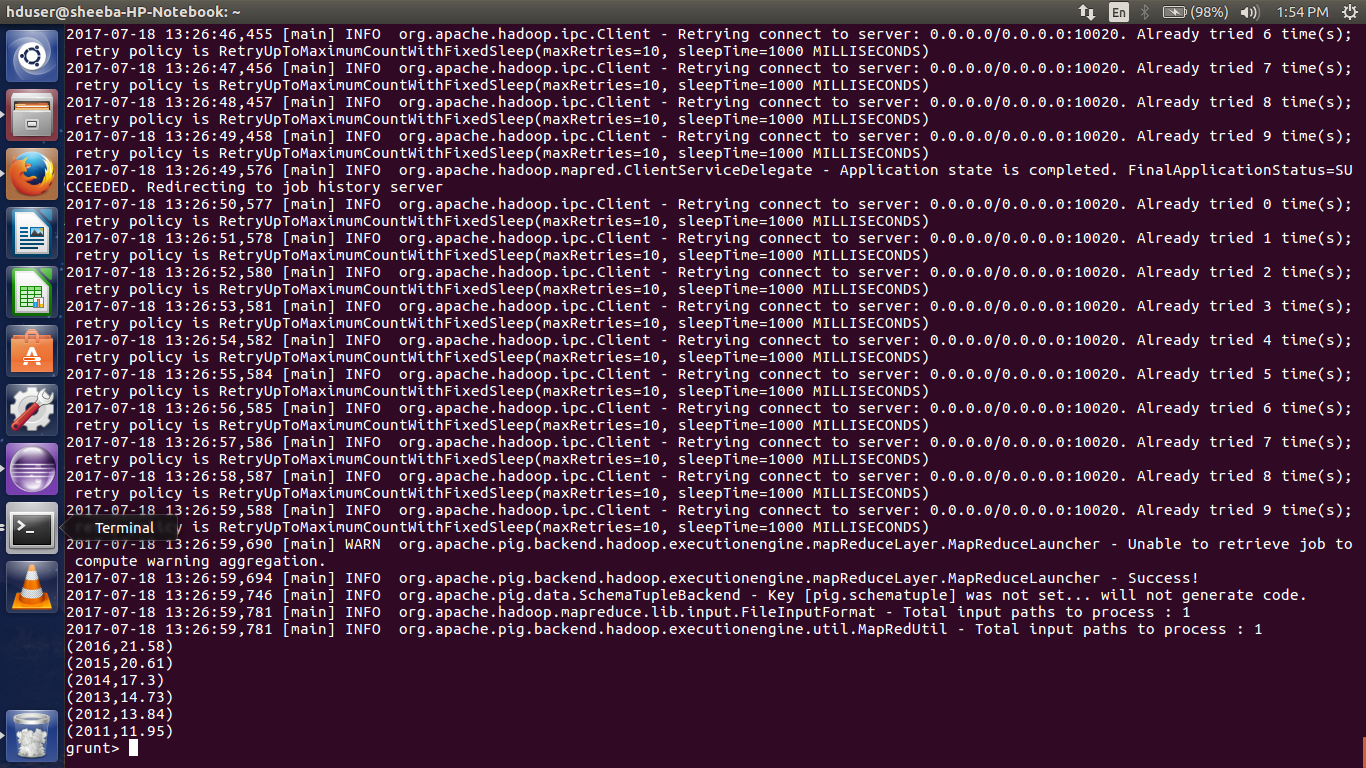 hduser@sheeba-HP-Notebook: ~
En
(98%)
1:54 PM
2017-07-18 13:26:46,455 [main] INFO  org.apache.hadoop.ipc.Client - Retrying connect to server: 0.0.0.0/0.0.0.0:10020. Already tried 6 time(s);
 retry policy is RetryUpToMaximumCountWithFixedSleep(maxRetries=10, sleepTime=1000 MILLISECONDS)
2017-07-18 13:26:47,456 [main] INFO  org.apache.hadoop.ipc.Client - Retrying connect to server: 0.0.0.0/0.0.0.0:10020. Already tried 7 time(s);
 retry policy is RetryUpToMaximumCountWithFixedSleep(maxRetries=10, sleepTime=1000 MILLISECONDS)
2017-07-18 13:26:48,457 [main] INFO  org.apache.hadoop.ipc.Client - Retrying connect to server: 0.0.0.0/0.0.0.0:10020. Already tried 8 time(s);
 retry policy is RetryUpToMaximumCountWithFixedSleep(maxRetries=10, sleepTime=1000 MILLISECONDS)
2017-07-18 13:26:49,458 [main] INFO  org.apache.hadoop.ipc.Client - Retrying connect to server: 0.0.0.0/0.0.0.0:10020. Already tried 9 time(s);
 retry policy is RetryUpToMaximumCountWithFixedSleep(maxRetries=10, sleepTime=1000 MILLISECONDS)
2017-07-18 13:26:49,576 [main] INFO  org.apache.hadoop.mapred.ClientServiceDelegate - Application state is completed. FinalApplicationStatus=SU
CCEEDED. Redirecting to job history server
2017-07-18 13:26:50,577 [main] INFO  org.apache.hadoop.ipc.Client - Retrying connect to server: 0.0.0.0/0.0.0.0:10020. Already tried 0 time(s);
 retry policy is RetryUpToMaximumCountWithFixedSleep(maxRetries=10, sleepTime=1000 MILLISECONDS)
2017-07-18 13:26:51,578 [main] INFO  org.apache.hadoop.ipc.Client - Retrying connect to server: 0.0.0.0/0.0.0.0:10020. Already tried 1 time(s);
 retry policy is RetryUpToMaximumCountWithFixedSleep(maxRetries=10, sleepTime=1000 MILLISECONDS)
2017-07-18 13:26:52,580 [main] INFO  org.apache.hadoop.ipc.Client - Retrying connect to server: 0.0.0.0/0.0.0.0:10020. Already tried 2 time(s);
 retry policy is RetryUpToMaximumCountWithFixedSleep(maxRetries=10, sleepTime=1000 MILLISECONDS)
2017-07-18 13:26:53,581 [main] INFO  org.apache.hadoop.ipc.Client - Retrying connect to server: 0.0.0.0/0.0.0.0:10020. Already tried 3 time(s);
 retry policy is RetryUpToMaximumCountWithFixedSleep(maxRetries=10, sleepTime=1000 MILLISECONDS)
2017-07-18 13:26:54,582 [main] INFO  org.apache.hadoop.ipc.Client - Retrying connect to server: 0.0.0.0/0.0.0.0:10020. Already tried 4 time(s);
 retry policy is RetryUpToMaximumCountWithFixedSleep(maxRetries=10, sleepTime=1000 MILLISECONDS)
2017-07-18 13:26:55,584 [main] INFO  org.apache.hadoop.ipc.Client - Retrying connect to server: 0.0.0.0/0.0.0.0:10020. Already tried 5 time(s);
 retry policy is RetryUpToMaximumCountWithFixedSleep(maxRetries=10, sleepTime=1000 MILLISECONDS)
2017-07-18 13:26:56,585 [main] INFO  org.apache.hadoop.ipc.Client - Retrying connect to server: 0.0.0.0/0.0.0.0:10020. Already tried 6 time(s);
 retry policy is RetryUpToMaximumCountWithFixedSleep(maxRetries=10, sleepTime=1000 MILLISECONDS)
2017-07-18 13:26:57,586 [main] INFO  org.apache.hadoop.ipc.Client - Retrying connect to server: 0.0.0.0/0.0.0.0:10020. Already tried 7 time(s);
 retry policy is RetryUpToMaximumCountWithFixedSleep(maxRetries=10, sleepTime=1000 MILLISECONDS)
2017-07-18 13:26:58,587 [main] INFO  org.apache.hadoop.ipc.Client - Retrying connect to server: 0.0.0.0/0.0.0.0:10020. Already tried 8 time(s);
 retry policy is RetryUpToMaximumCountWithFixedSleep(maxRetries=10, sleepTime=1000 MILLISECONDS)
2017-07-18 13:26:59,588 [main] INFO  org.apache.hadoop.ipc.Client - Retrying connect to server: 0.0.0.0/0.0.0.0:10020. Already tried 9 time(s);
Terminal y is RetryUpToMaximumCountWithFixedSleep(maxRetries=10, sleepTime=1000 MILLISECONDS)
2017-07-18 13:26:59,690 [main] WARN  org.apache.pig.backend.hadoop.executionengine.mapReduceLayer.MapReduceLauncher - Unable to retrieve job to
 compute warning aggregation.
2017-07-18 13:26:59,694 [main] INFO  org.apache.pig.backend.hadoop.executionengine.mapReduceLayer.MapReduceLauncher - Success!
2017-07-18 13:26:59,746 [main] INFO  org.apache.pig.data.SchemaTupleBackend - Key [pig.schematuple] was not set... will not generate code.
2017-07-18 13:26:59,781 [main] INFO  org.apache.hadoop.mapreduce.lib.input.FileInputFormat - Total input paths to process : 1
2017-07-18 13:26:59,781 [main] INFO  org.apache.pig.backend.hadoop.executionengine.util.MapRedUtil - Total input paths to process : 1
(2016,21.58)
(2015,20.61)
(2014,17.3)
(2013,14.73)
(2012,13.84)
(2011,11.95)
grunt>